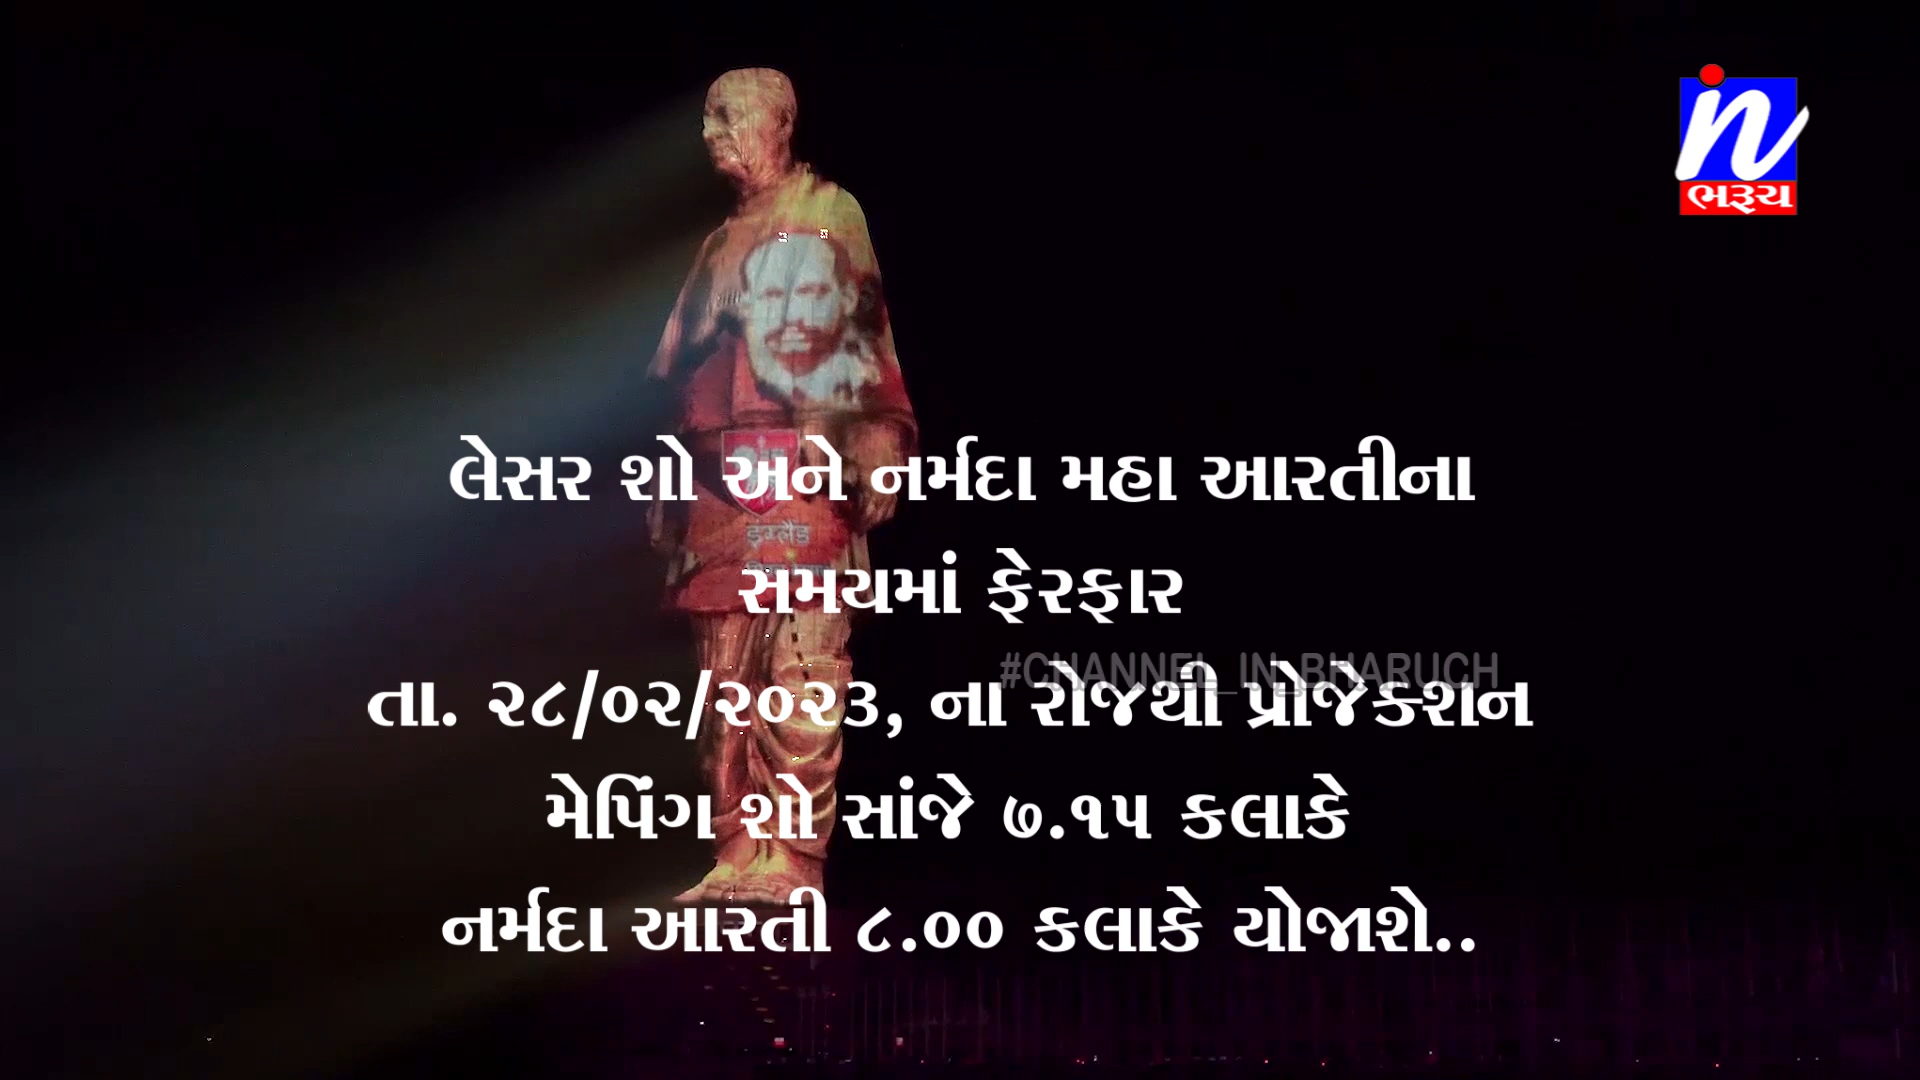 ભરૂચ
લેસર શો અને નર્મદા મહા આરતીના
इंग्लैंड
સમયમાં ફેરફાર
#CHANNEL_IN_BHARUCH
તા. ૨૮/૦૨/૨૦૨૩, ના રોજથી પ્રોજેક્શન
મેપિંગ શો સાંજે ૭.૧૫ કલાકે
નર્મદા આરતી ૮.૦૦ કલાકે યોજાશે..